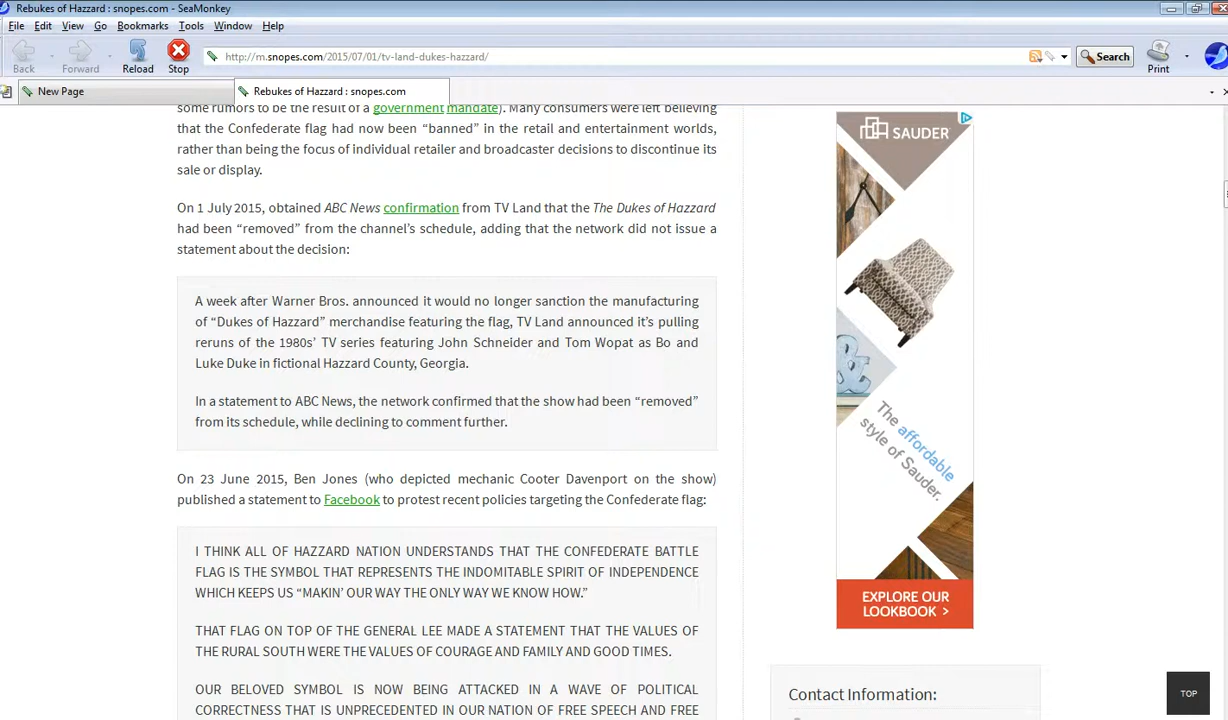 Rebukes of Hazzard : snopes.com - SeaMonkey
File Edit View Go Bookmarks Tools Window Help
Back Forward Reload Stop http://m.snopes.com/2015/07/01/tv-land-dukes-hazzard/ Search Print
New Page Rebukes of Hazzard : snopes.com
some rumors to be the result of a government mandate). Many consumers were left believing
that the Confederate flag had now been “banned” in the retail and entertainment worlds,
rather than being the focus of individual retailer and broadcaster decisions to discontinue its
sale or display.
On 1 July 2015, obtained ABC News confirmation from TV Land that the The Dukes of Hazzard
had been “removed” from the channel’s schedule, adding that the network did not issue a
statement about the decision:
A week after Warner Bros. announced it would no longer sanction the manufacturing
of “Dukes of Hazzard” merchandise featuring the flag, TV Land announced it’s pulling
reruns of the 1980s’ TV series featuring John Schneider and Tom Wopat as Bo and
Luke Duke in fictional Hazzard County, Georgia.
In a statement to ABC News, the network confirmed that the show had been “removed”
from its schedule, while declining to comment further.
On 23 June 2015, Ben Jones (who depicted mechanic Cooter Davenport on the show)
published a statement to Facebook to protest recent policies targeting the Confederate flag:
I THINK ALL OF HAZZARD NATION UNDERSTANDS THAT THE CONFEDERATE BATTLE
FLAG IS THE SYMBOL THAT REPRESENTS THE INDOMITABLE SPIRIT OF INDEPENDENCE
WHICH KEEPS US “MAKIN’ OUR WAY THE ONLY WAY WE KNOW HOW.”
THAT FLAG ON TOP OF THE GENERAL LEE MADE A STATEMENT THAT THE VALUES OF
THE RURAL SOUTH WERE THE VALUES OF COURAGE AND FAMILY AND GOOD TIMES.
OUR BELOVED SYMBOL IS NOW BEING ATTACKED IN A WAVE OF POLITICAL
CORRECTNESS THAT IS UNPRECEDENTED IN OUR NATION OF FREE SPEECH AND FREE
SAUDER
The affordable
style of Sauder.
EXPLORE OUR
LOOKBOOK >
Contact Information:
TOP